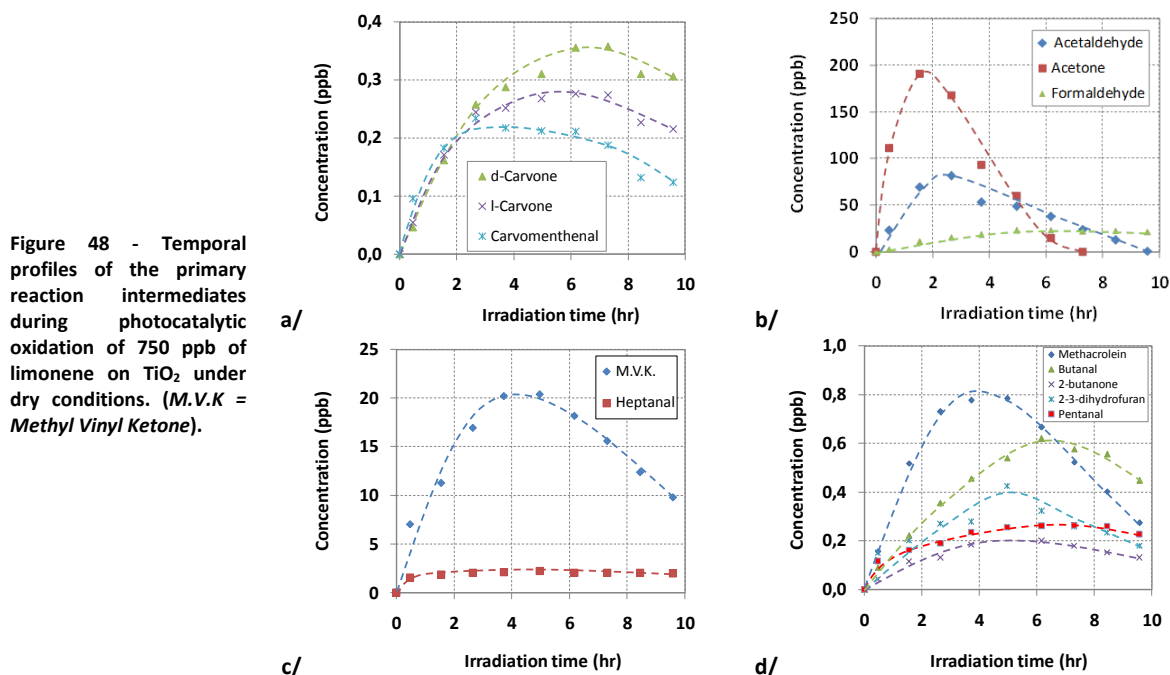 Figure 48 - Temporal
profiles of the primary
reaction intermediates
during photocatalytic
oxidation of 750 ppb of
limonene on TiO₂ under
dry conditions. (M.V.K =
Methyl Vinyl Ketone).
Concentration (ppb)
0,4
0,3
0,2
0,1
0,0
d-Carvone
l-Carvone
Carvomenthenal
0 2 4 6 8 10
Irradiation time (hr)
a/
Concentration (ppb)
250
200
150
100
50
0
Acetaldehyde
Acetone
Formaldehyde
0 2 4 6 8 10
Irradiation time (hr)
b/
Concentration (ppb)
25
20
15
10
5
0
M.V.K.
Heptanal
0 2 4 6 8 10
Irradiation time (hr)
c/
Concentration (ppb)
1,0
0,8
0,6
0,4
0,2
0,0
Methacrolein
Butanal
2-butanone
2-3-dihydrofuran
Pentanal
0 2 4 6 8 10
Irradiation time (hr)
d/